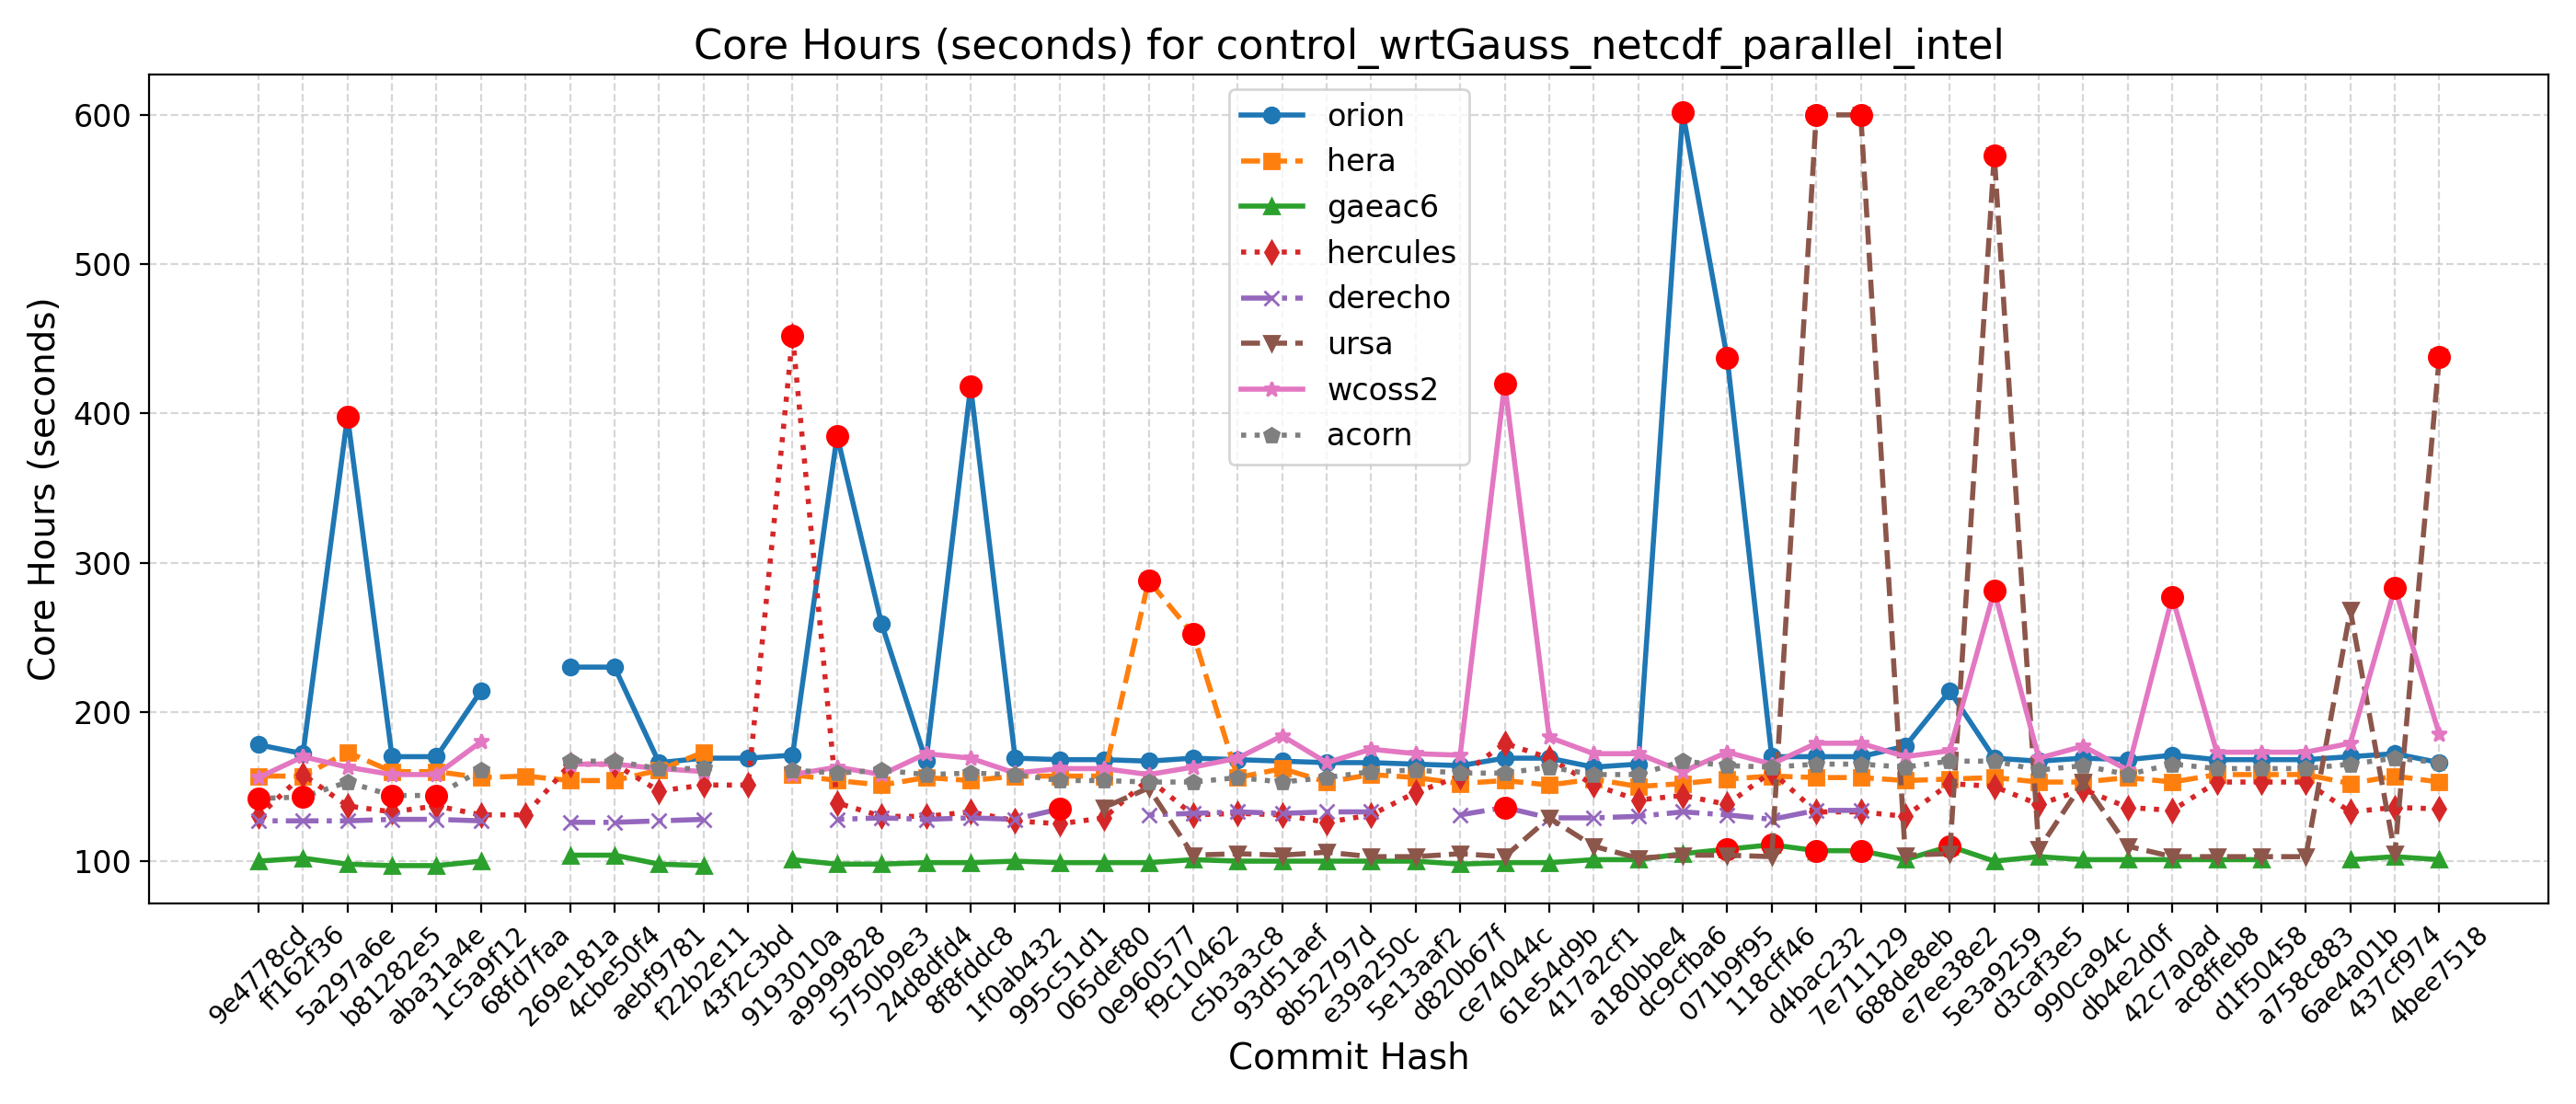 Core Hours (seconds) for control_wrtGauss_netcdf_parallel_intel
Core Hours (seconds)
600
500
400
300
200
100
orion
hera
gaeac6
hercules
derecho
ursa
wcoss2
acorn
9e4778cd
ff162f36
5a297a6e
b81282e5
aba31a4e
1c5a9f12
68fd7faa
269e181a
4cbe50f4
aebf9781
f22b2e11
43f2c3bd
9193010a
a9999828
5750b9e3
24d8dfd4
8f8fddc8
1f0ab432
995c51d1
065def80
0e960577
f9c10462
c5b3a3c8
93d51aef
8b52797d
e39a250c
5e13aaf2
d820b67f
ce74044c
61e54d9b
417a2cf1
a180bbe4
dc9cfba6
071b9f95
118cff46
d4bac232
7e711129
688de8eb
e7ee38e2
5e3a9259
d3caf3e5
990ca94c
db4e2d0f
42c7a0ad
ac8ffeb8
d1f50458
a758c883
6ae4a01b
437cf974
4bee7518
Commit Hash